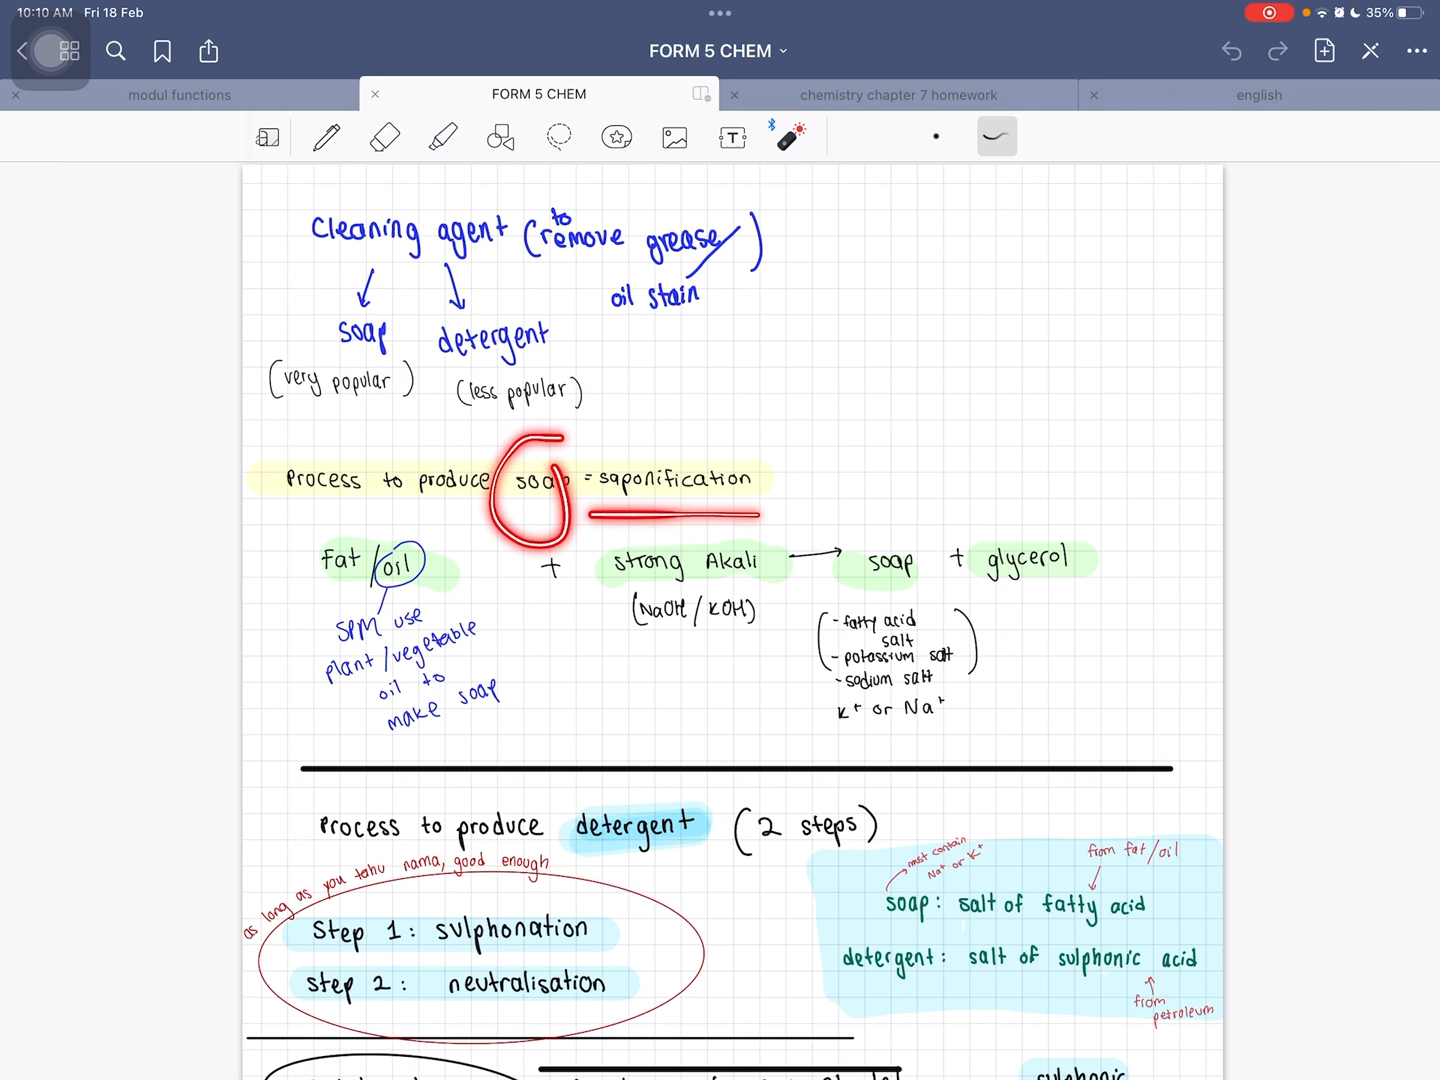 10:10 AM Fri 18 Feb
35%
FORM 5 CHEM
modul functions
FORM 5 CHEM
chemistry chapter 7 homework
english
T
cleaning agent (to remove grease/
oil stain)
soap detergent
(very popular) (less popular)
Process to produce soap = saponification
Fat/oil + strong Akali → soap + glycerol
(NaOH/KOH)
SPM use
plant/vegetable
oil to
make soap
(- fatty acid
salt
- potassium salt)
- sodium salt
K+ or Na+
Process to produce detergent (2 steps)
as long as you tahu nama, good enough
Step 1: sulphonation
step 2: neutralisation
must contain
Na+ or K+
from fat/oil
soap: salt of fatty acid
detergent: salt of sulphonic acid
from
petroleum
sulphonic